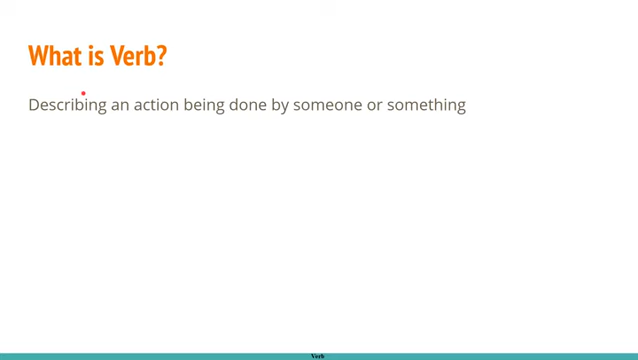 What is Verb?
Describing an action being done by someone or something
Verb